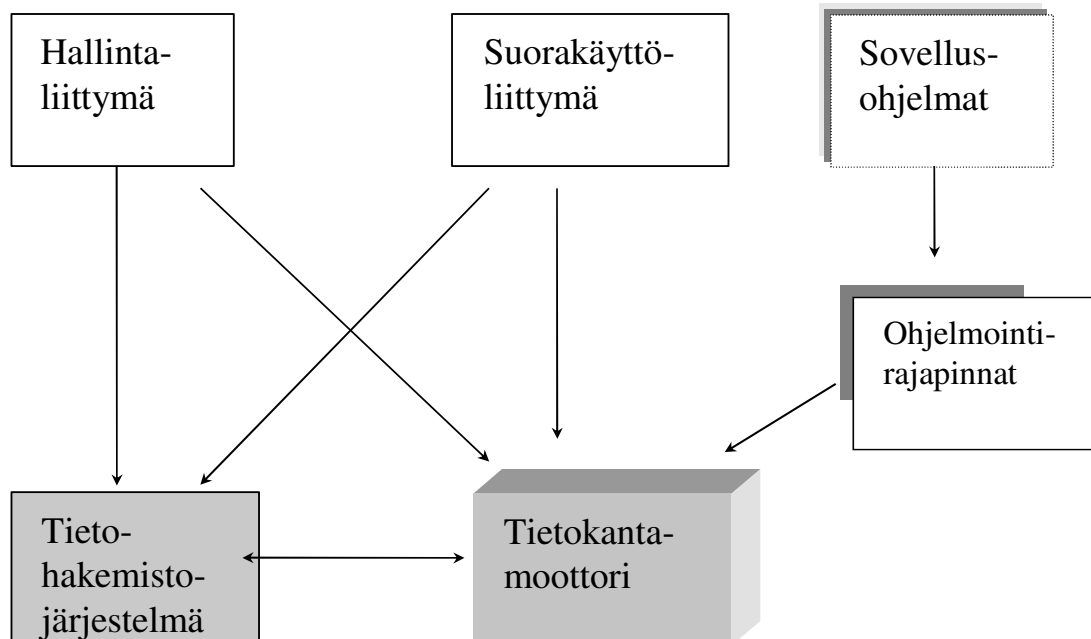 Hallinta-
liittymä
Suorakäyttö-
liittymä
Sovellus-
ohjelmat
Ohjelmointi-
rajapinnat
Tieto-
hakemisto-
järjestelmä
Tietokanta-
moottori